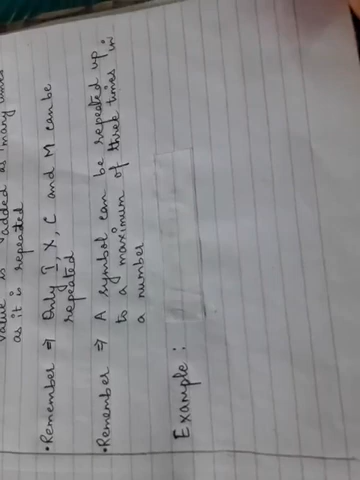 value is added as many times
as it is repeated
• Remember ⇒ Only I, X, C and M can be
repeated
• Remember ⇒ A symbol can be repeated up
to a maximum of three times in
a number
Example :